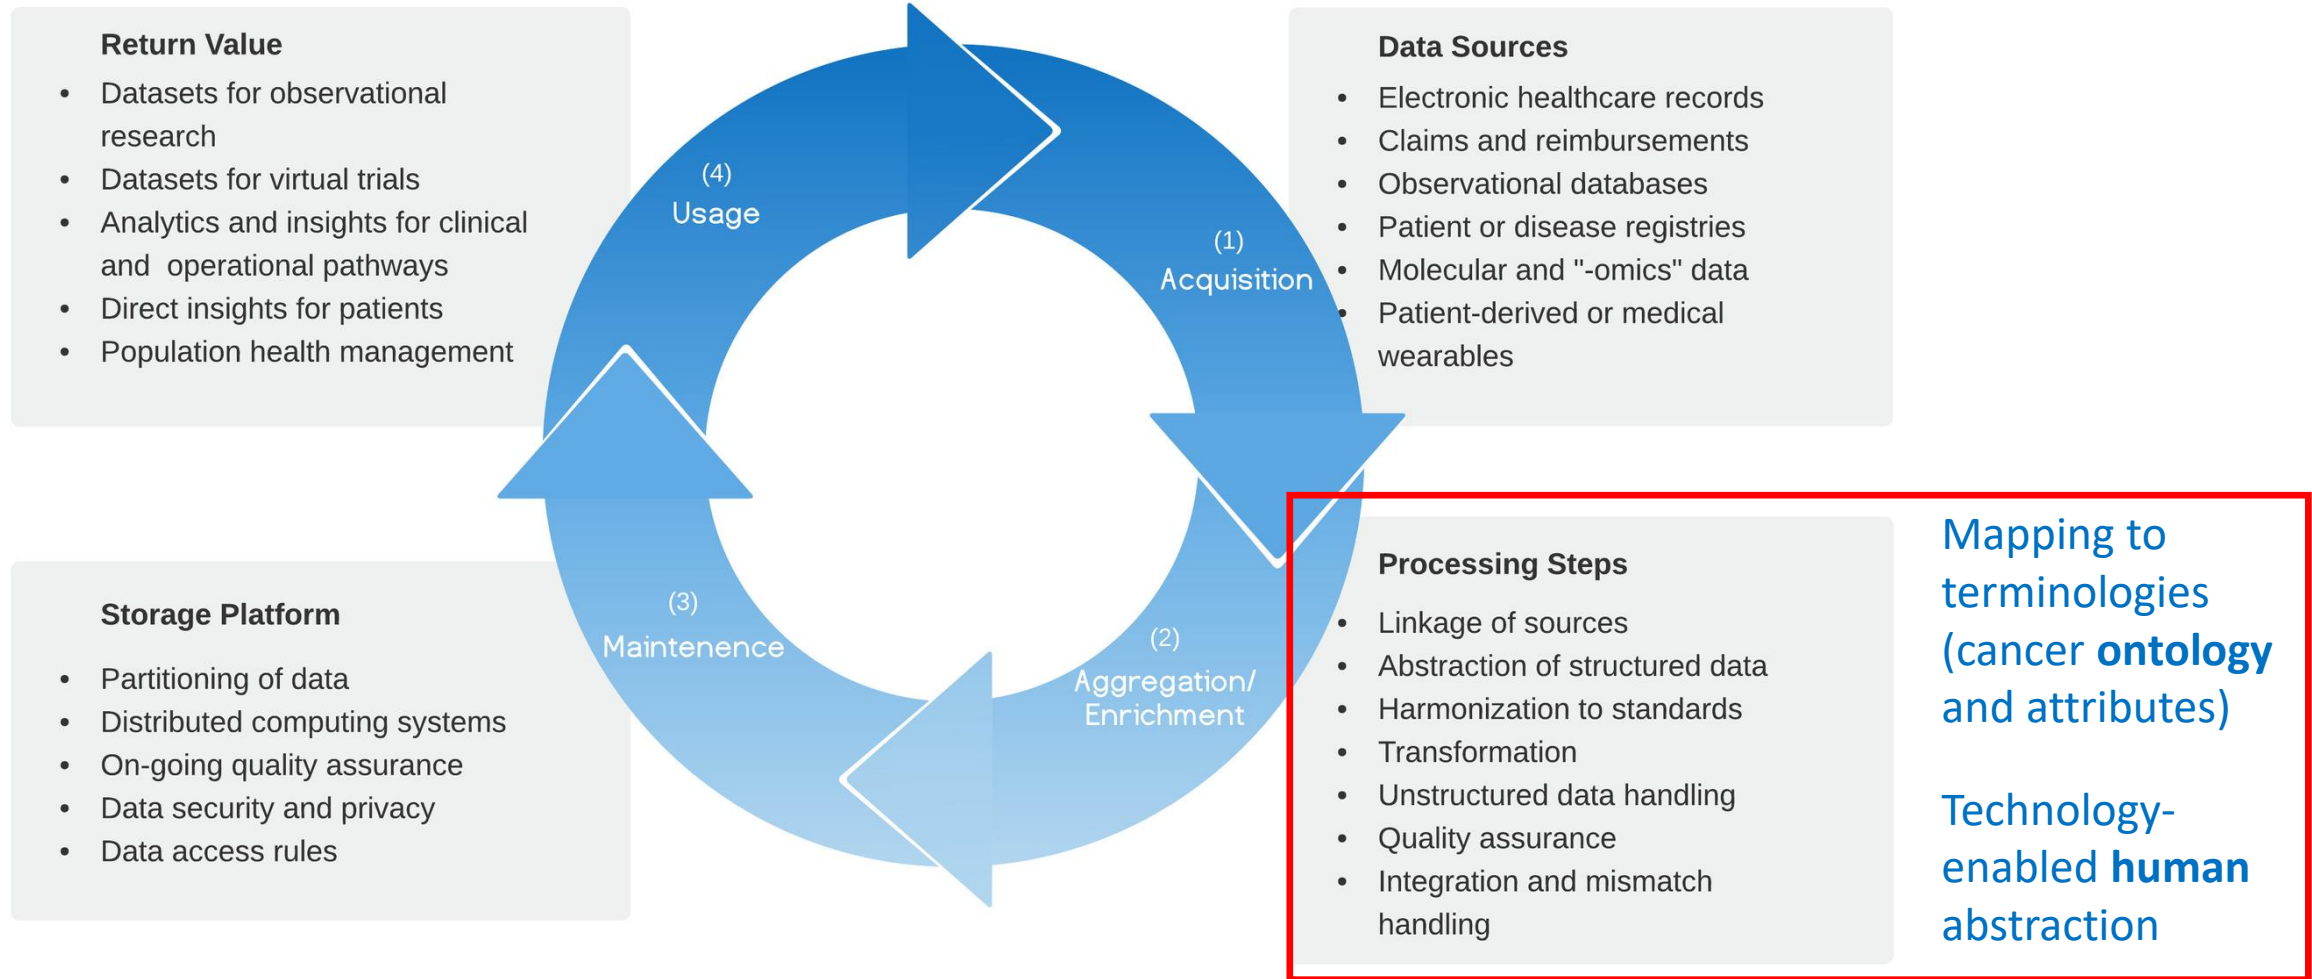 Return Value
• Datasets for observational
research
• Datasets for virtual trials
• Analytics and insights for clinical
and operational pathways
• Direct insights for patients
• Population health management
(4)
Usage
(1)
Acquisition
Data Sources
• Electronic healthcare records
• Claims and reimbursements
• Observational databases
• Patient or disease registries
• Molecular and "-omics" data
• Patient-derived or medical
wearables
Storage Platform
• Partitioning of data
• Distributed computing systems
• On-going quality assurance
• Data security and privacy
• Data access rules
(3)
Maintenence
(2)
Aggregation/
Enrichment
Processing Steps
• Linkage of sources
• Abstraction of structured data
• Harmonization to standards
• Transformation
• Unstructured data handling
• Quality assurance
• Integration and mismatch
handling
Mapping to
terminologies
(cancer ontology
and attributes)
Technology-
enabled human
abstraction